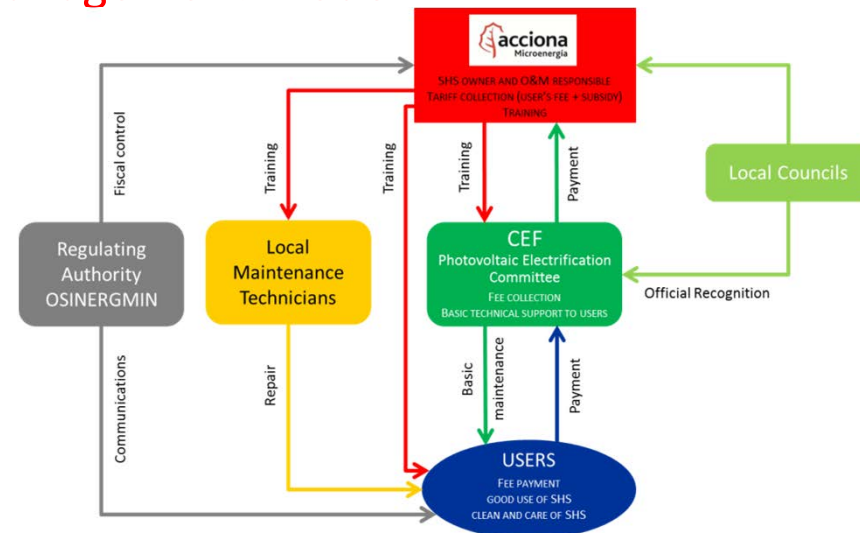 acciona
Microenergía
SHS OWNER AND O&M RESPONSIBLE
TARIFF COLLECTION (USER'S FEE + SUBSIDY)
TRAINING
Fiscal control
Training
Training
Training
Payment
Local Councils
Regulating
Authority
OSINERGMIN
Local
Maintenance
Technicians
CEF
Photovoltaic Electrification
Committee
FEE COLLECTION
BASIC TECHNICAL SUPPORT TO USERS
Official Recognition
Communications
Repair
Basic
maintenance
Payment
USERS
FEE PAYMENT
GOOD USE OF SHS
CLEAN AND CARE OF SHS